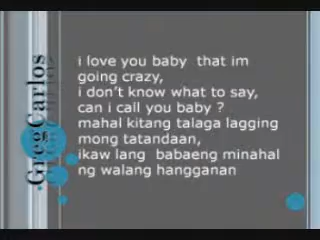 i love you baby  that im
going crazy,
i don't know what to say,
can i call you baby ?
mahal kitang talaga lagging
mong tatandaan,
ikaw lang  babaeng minahal
ng walang hangganan
GregCarlos